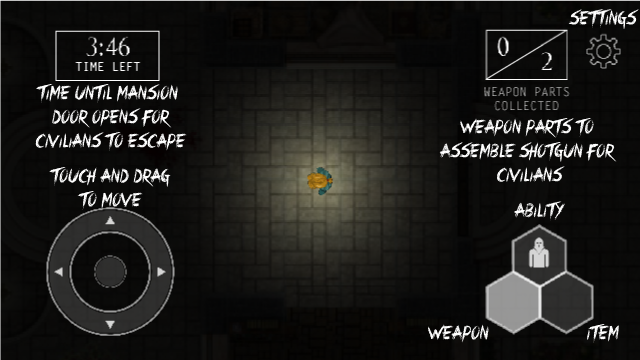 SETTINGS
3:46
TIME LEFT
TIME UNTIL MANSION
DOOR OPENS FOR
CIVILIANS TO ESCAPE
TOUCH AND DRAG
TO MOVE
0
2
WEAPON PARTS
COLLECTED
WEAPON PARTS TO
ASSEMBLE SHOTGUN FOR
CIVILIANS
ABILITY
WEAPON
ITEM